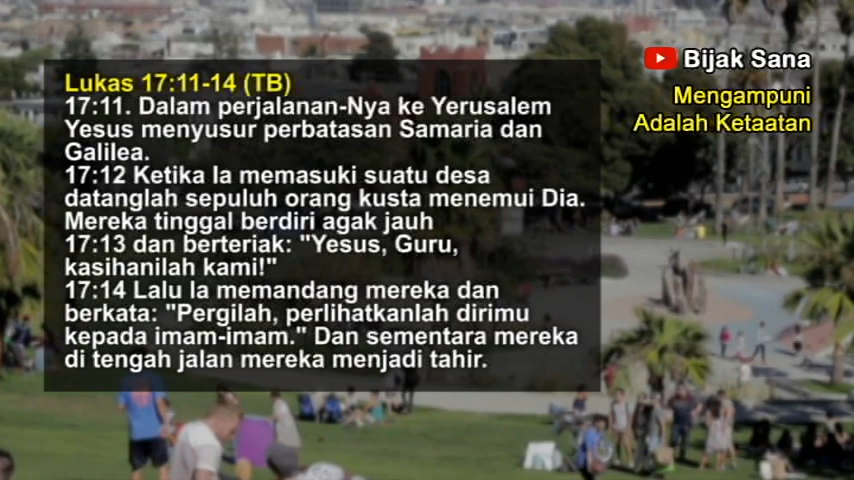 Lukas 17:11-14 (TB)
17:11. Dalam perjalanan-Nya ke Yerusalem
Yesus menyusur perbatasan Samaria dan
Galilea.
17:12 Ketika Ia memasuki suatu desa
datanglah sepuluh orang kusta menemui Dia.
Mereka tinggal berdiri agak jauh
17:13 dan berteriak: "Yesus, Guru,
kasihanilah kami!"
17:14 Lalu Ia memandang mereka dan
berkata: "Pergilah, perlihatkanlah dirimu
kepada imam-imam." Dan sementara mereka
di tengah jalan mereka menjadi tahir.
Bijak Sana
Mengampuni
Adalah Ketaatan